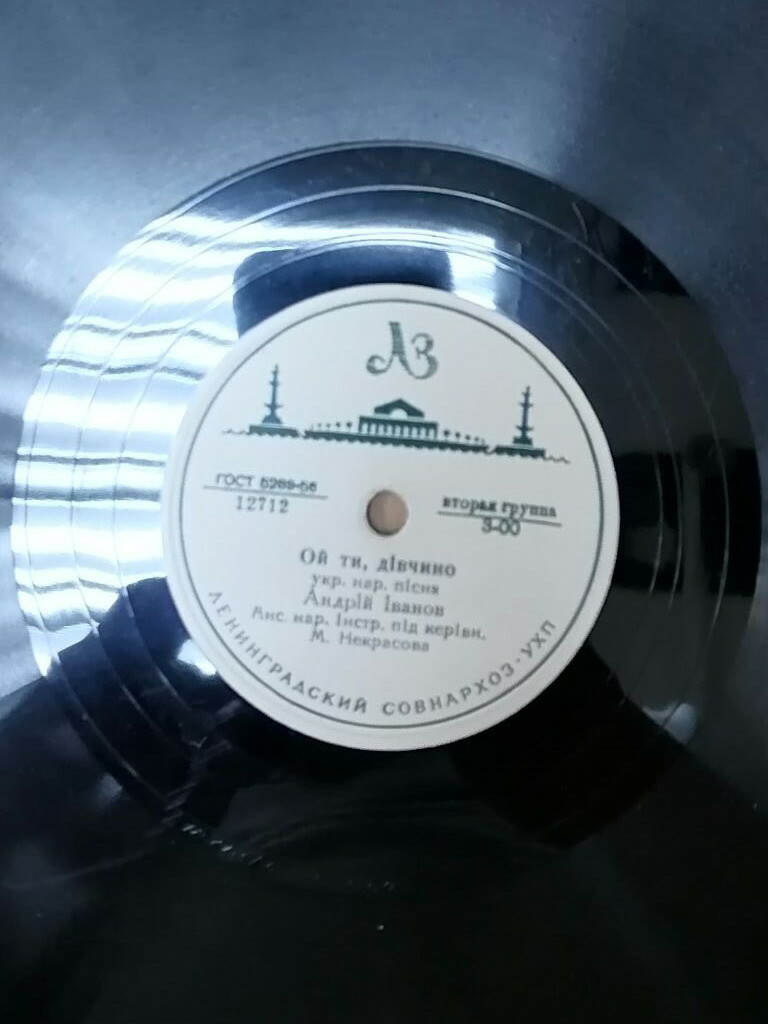 АЗ
ГОСТ 5289-56
12712
вторая группа
3-00
Ой ти, дівчино
укр. нар. пісня
Андрій Іванов
Анс. нар. інстр. під керівн.
М. Некрасова
ЛЕНИНГРАДСКИЙ СОВНАРХОЗ · УХП